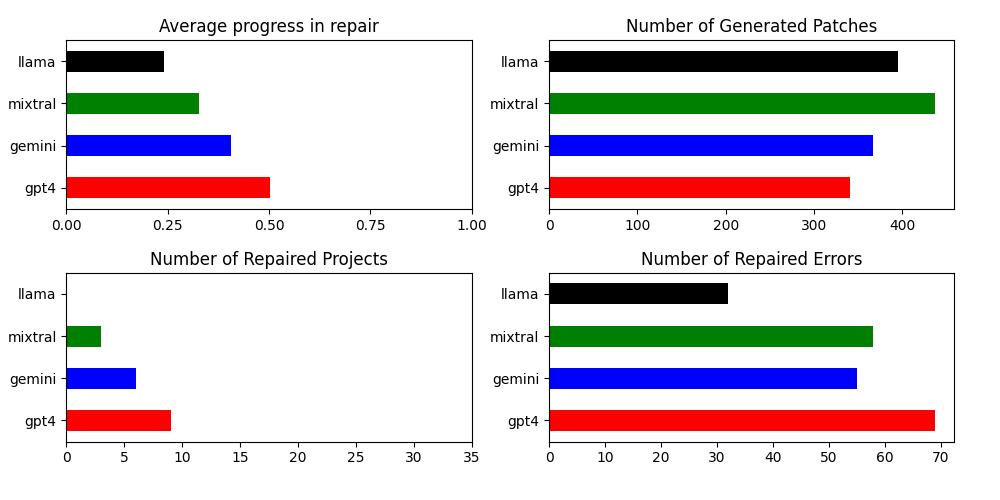 Average progress in repair
llama
mixtral
gemini
gpt4
0.00 0.25 0.50 0.75 1.00
Number of Generated Patches
llama
mixtral
gemini
gpt4
0 100 200 300 400
Number of Repaired Projects
llama
mixtral
gemini
gpt4
0 5 10 15 20 25 30 35
Number of Repaired Errors
llama
mixtral
gemini
gpt4
0 10 20 30 40 50 60 70